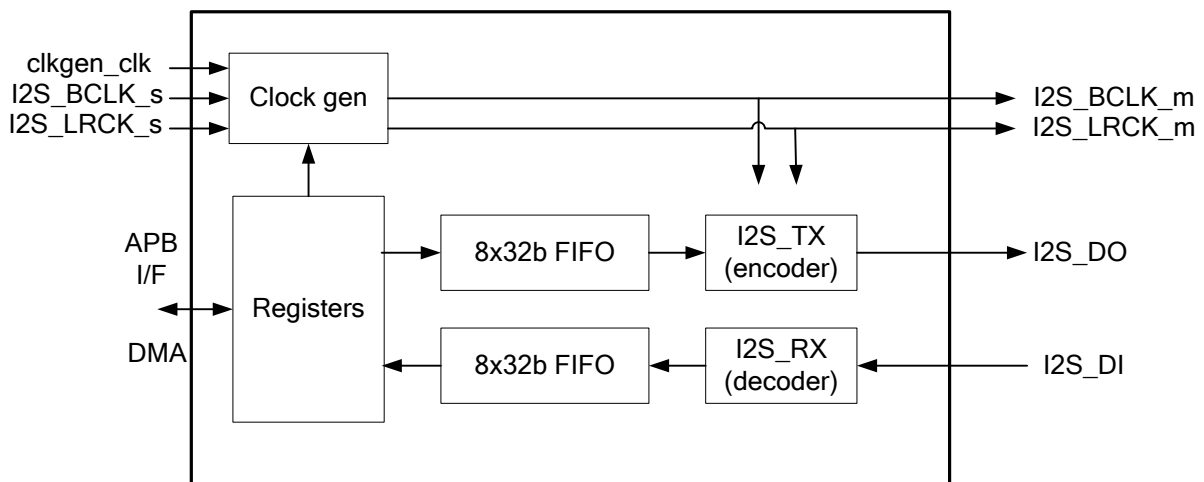 clkgen_clk
I2S_BCLK_s
I2S_LRCK_s
Clock gen
I2S_BCLK_m
I2S_LRCK_m
APB
I/F
DMA
Registers
8x32b FIFO
I2S_TX
(encoder)
I2S_DO
8x32b FIFO
I2S_RX
(decoder)
I2S_DI